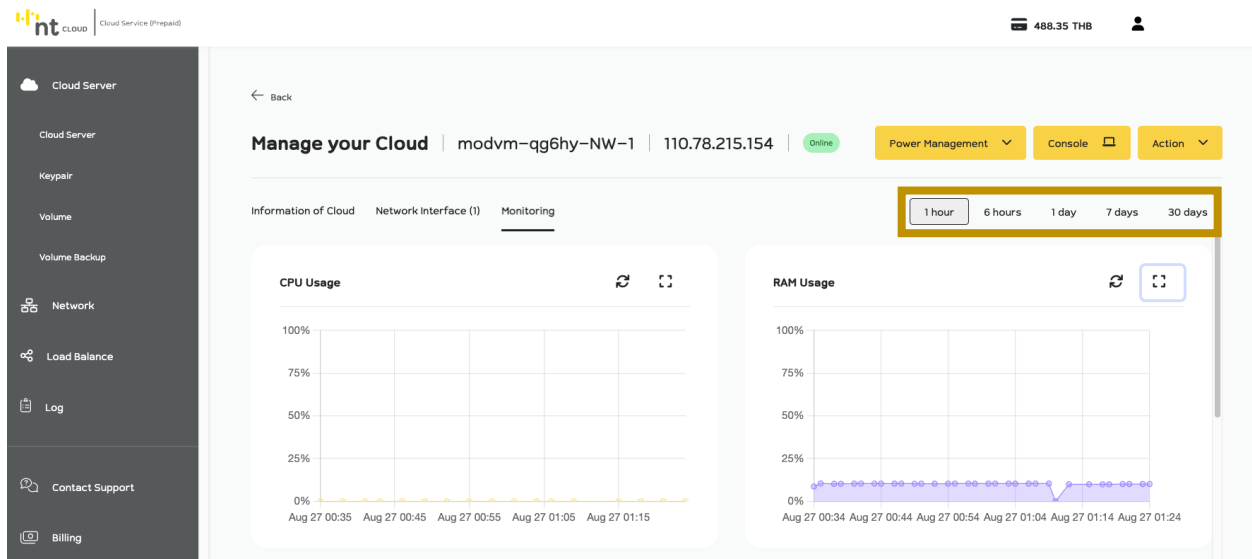 nt CLOUD Cloud Service (Prepaid)
488.35 THB
Cloud Server
Cloud Server
Keypair
Volume
Volume Backup
Network
Load Balance
Log
Contact Support
Billing
Back
Manage your Cloud modvm-qg6hy-NW-1 110.78.215.154 Online
Power Management Console Action
Information of Cloud Network Interface (1) Monitoring
1 hour 6 hours 1 day 7 days 30 days
CPU Usage
100%
75%
50%
25%
0%
Aug 27 00:35 Aug 27 00:45 Aug 27 00:55 Aug 27 01:05 Aug 27 01:15
RAM Usage
100%
75%
50%
25%
0%
Aug 27 00:34 Aug 27 00:44 Aug 27 00:54 Aug 27 01:04 Aug 27 01:14 Aug 27 01:24